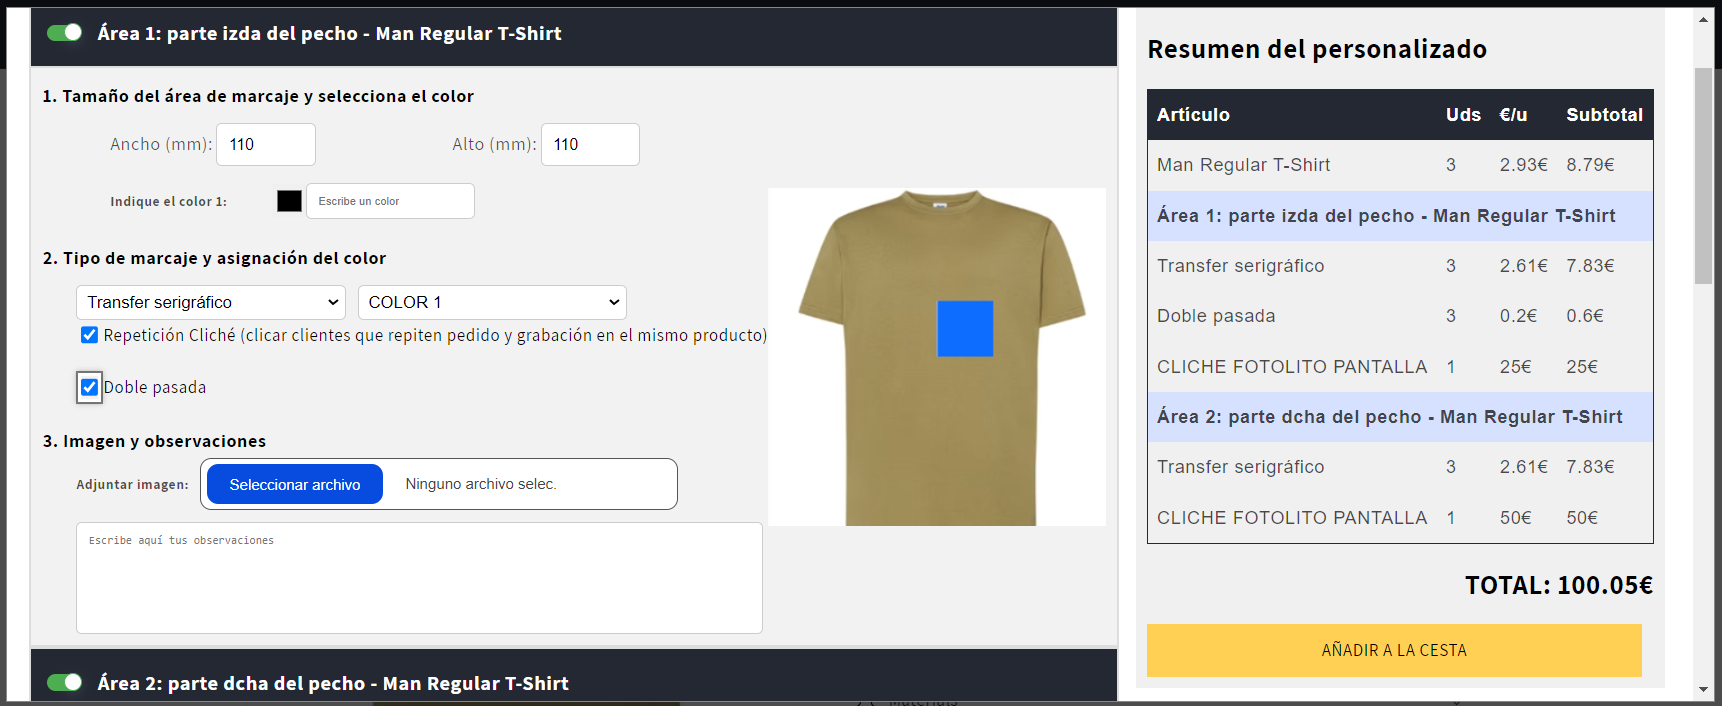 Área 1: parte izda del pecho - Man Regular T-Shirt
1. Tamaño del área de marcaje y selecciona el color
Ancho (mm): 110 Alto (mm): 110
Indique el color 1: Escribe un color
2. Tipo de marcaje y asignación del color
Transfer serigráfico COLOR 1
Repetición Cliché (clicar clientes que repiten pedido y grabación en el mismo producto)
Doble pasada
3. Imagen y observaciones
Adjuntar imagen: Seleccionar archivo Ninguno archivo selec.
Escribe aquí tus observaciones
Área 2: parte dcha del pecho - Man Regular T-Shirt
Resumen del personalizado
Artículo Uds €/u Subtotal
Man Regular T-Shirt 3 2.93€ 8.79€
Área 1: parte izda del pecho - Man Regular T-Shirt
Transfer serigráfico 3 2.61€ 7.83€
Doble pasada 3 0.2€ 0.6€
CLICHE FOTOLITO PANTALLA 1 25€ 25€
Área 2: parte dcha del pecho - Man Regular T-Shirt
Transfer serigráfico 3 2.61€ 7.83€
CLICHE FOTOLITO PANTALLA 1 50€ 50€
TOTAL: 100.05€
AÑADIR A LA CESTA